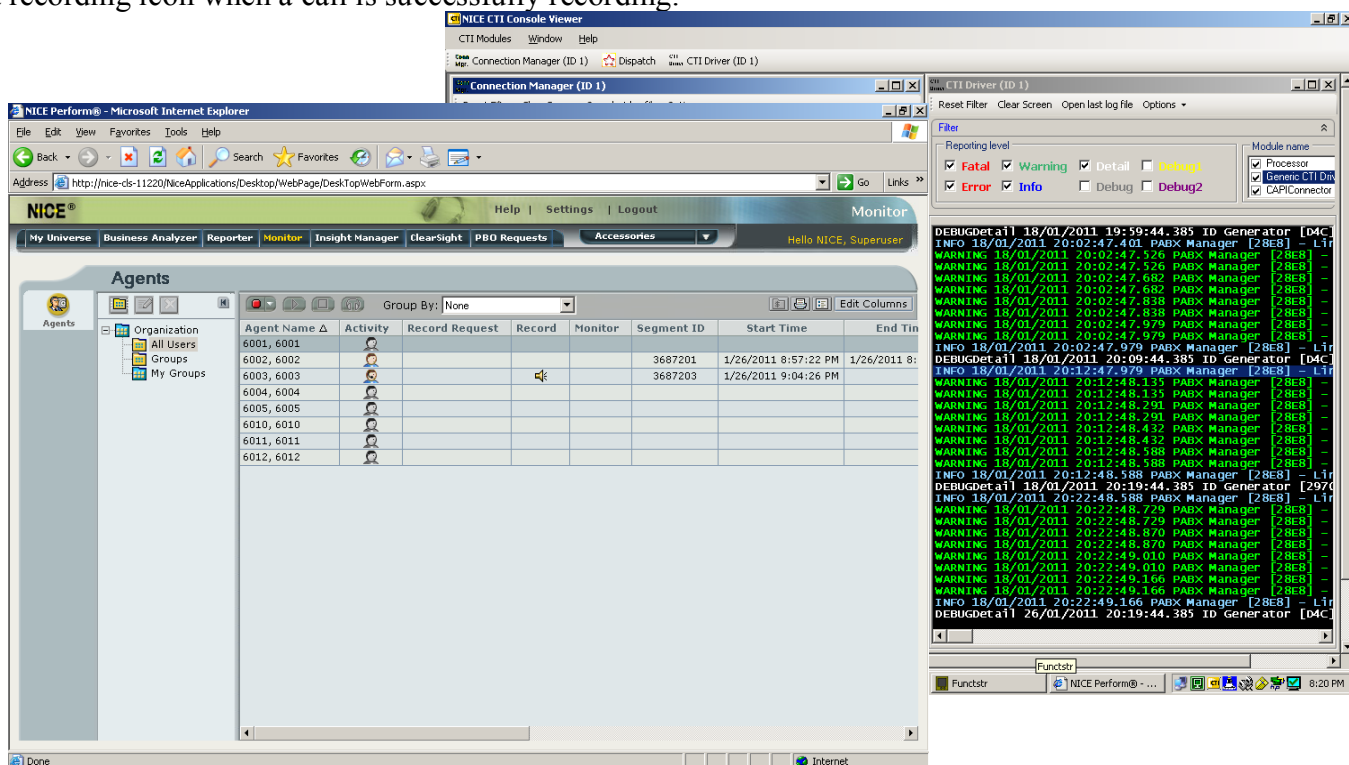 recording icon when a call is successfully recording.
NICE CTI Console Viewer
CTI Modules Window Help
Connection Manager (ID 1) Dispatch CTI Driver (ID 1)
Connection Manager (ID 1)
NICE Perform® - Microsoft Internet Explorer
File Edit View Favorites Tools Help
Back Search Favorites
Address http://nice-cls-11220/NiceApplications/Desktop/WebPage/DeskTopWebForm.aspx Go Links »
NICE® Help | Settings | Logout Monitor
My Universe Business Analyzer Reporter Monitor Insight Manager ClearSight PBO Requests Accessories Hello NICE, Superuser
Agents
Agents
Group By: None Edit Columns
Organization
All Users
Groups
My Groups
Agent Name Activity Record Request Record Monitor Segment ID Start Time End Tim
6001, 6001
6002, 6002 3687201 1/26/2011 8:57:22 PM 1/26/2011 8:
6003, 6003 3687203 1/26/2011 9:04:26 PM
6004, 6004
6005, 6005
6010, 6010
6011, 6011
6012, 6012
Done Internet
CTI Driver (ID 1)
Reset Filter Clear Screen Open last log file Options
Filter
Reporting level Module name
Fatal Warning Detail Debug1 Processor
Generic CTI Driv
Error Info Debug Debug2 CAPIConnector
DEBUGDetail 18/01/2011 19:59:44.385 ID Generator [D4C]
INFO 18/01/2011 20:02:47.401 PABX Manager [28E8] - Lin
WARNING 18/01/2011 20:02:47.526 PABX Manager [28E8] -
WARNING 18/01/2011 20:02:47.526 PABX Manager [28E8] -
WARNING 18/01/2011 20:02:47.682 PABX Manager [28E8] -
WARNING 18/01/2011 20:02:47.682 PABX Manager [28E8] -
WARNING 18/01/2011 20:02:47.838 PABX Manager [28E8] -
WARNING 18/01/2011 20:02:47.838 PABX Manager [28E8] -
WARNING 18/01/2011 20:02:47.979 PABX Manager [28E8] -
WARNING 18/01/2011 20:02:47.979 PABX Manager [28E8] -
INFO 18/01/2011 20:02:47.979 PABX Manager [28E8] - Lin
DEBUGDetail 18/01/2011 20:09:44.385 ID Generator [D4C]
INFO 18/01/2011 20:12:47.979 PABX Manager [28E8] - Lin
WARNING 18/01/2011 20:12:48.135 PABX Manager [28E8] -
WARNING 18/01/2011 20:12:48.135 PABX Manager [28E8] -
WARNING 18/01/2011 20:12:48.291 PABX Manager [28E8] -
WARNING 18/01/2011 20:12:48.291 PABX Manager [28E8] -
WARNING 18/01/2011 20:12:48.432 PABX Manager [28E8] -
WARNING 18/01/2011 20:12:48.432 PABX Manager [28E8] -
WARNING 18/01/2011 20:12:48.588 PABX Manager [28E8] -
WARNING 18/01/2011 20:12:48.588 PABX Manager [28E8] -
INFO 18/01/2011 20:12:48.588 PABX Manager [28E8] - Lin
DEBUGDetail 18/01/2011 20:19:44.385 ID Generator [297C
INFO 18/01/2011 20:22:48.588 PABX Manager [28E8] - Lin
WARNING 18/01/2011 20:22:48.729 PABX Manager [28E8] -
WARNING 18/01/2011 20:22:48.729 PABX Manager [28E8] -
WARNING 18/01/2011 20:22:48.870 PABX Manager [28E8] -
WARNING 18/01/2011 20:22:48.870 PABX Manager [28E8] -
WARNING 18/01/2011 20:22:49.010 PABX Manager [28E8] -
WARNING 18/01/2011 20:22:49.010 PABX Manager [28E8] -
WARNING 18/01/2011 20:22:49.166 PABX Manager [28E8] -
WARNING 18/01/2011 20:22:49.166 PABX Manager [28E8] -
INFO 18/01/2011 20:22:49.166 PABX Manager [28E8] - Lin
DEBUGDetail 26/01/2011 20:19:44.385 ID Generator [D4C]
Functstr
Functstr NICE Perform® - ... 8:20 PM